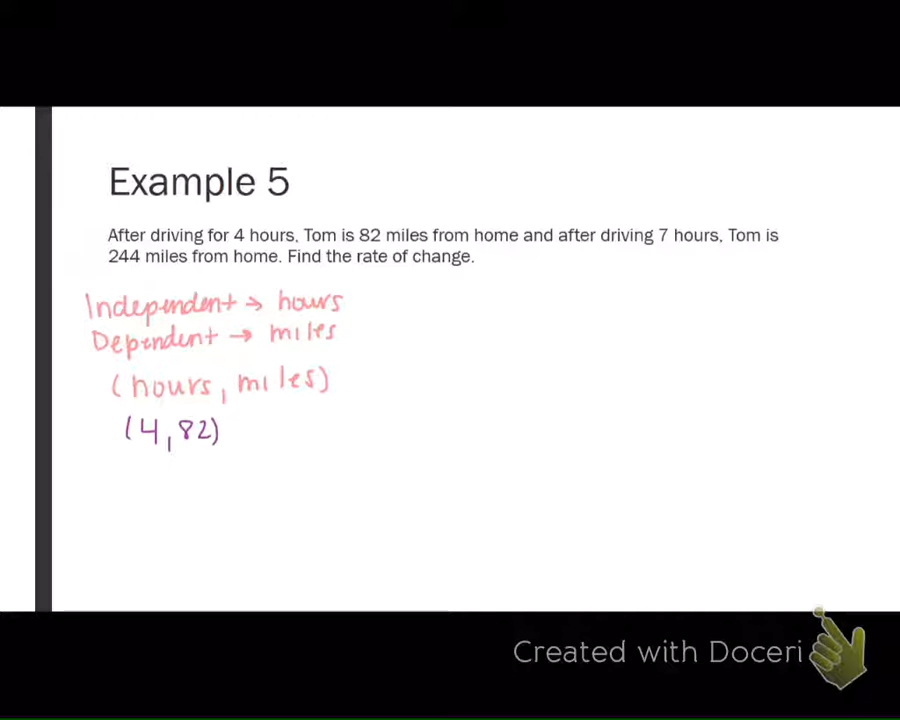 Example 5
After driving for 4 hours, Tom is 82 miles from home and after driving 7 hours, Tom is
244 miles from home. Find the rate of change.
Independent → hours
Dependent → miles
(hours, miles)
(4,82)
Created with Doceri